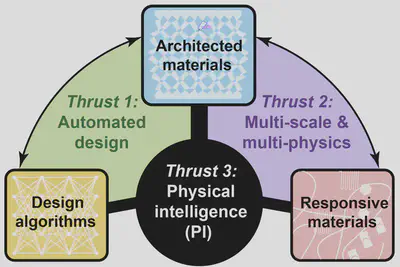 Architected
materials
Thrust 1:
Automated
design
Thrust 2:
Multi-scale &
multi-physics
Thrust 3:
Physical
intelligence
(PI)
Design
algorithms
Responsive
materials